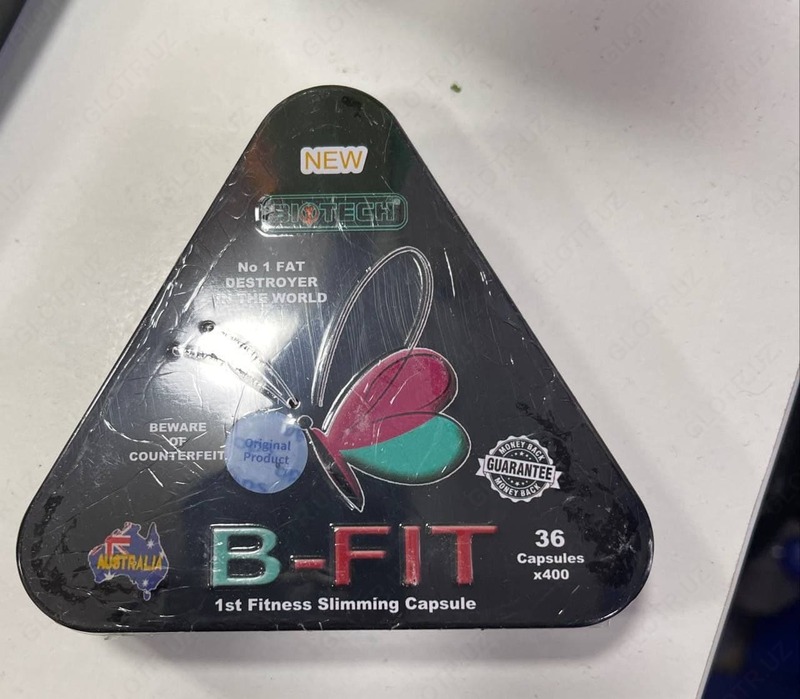 NEW
BIOTECH®
No 1 FAT
DESTROYER
IN THE WORLD
BEWARE
OF
COUNTERFEIT.
Original
Product
MONEY BACK
GUARANTEE
MONEY BACK
AUSTRALIA
B-FIT
36
Capsules
x400
1st Fitness Slimming Capsule